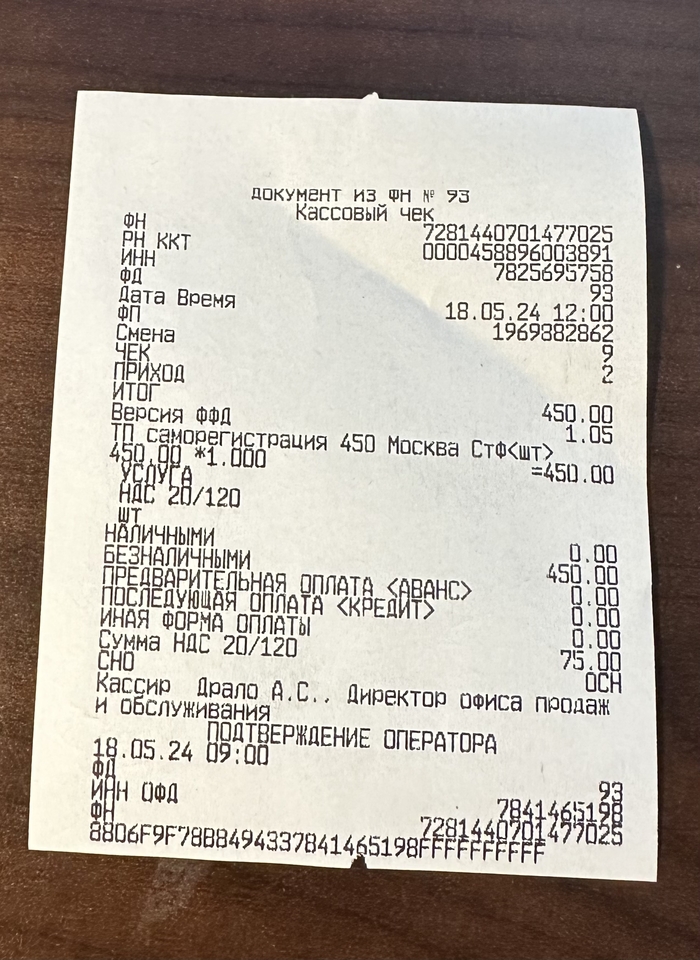 документ из ФН № 93
Кассовый чек
ФН 7281440701477025
РН ККТ 0000458896003891
ИНН 7825695758
ФД 93
Дата Время 18.05.24 12:00
ФП 1969882862
Смена 9
ЧЕК 2
ПРИХОД
ИТОГ 450.00
Версия ФФД 1.05
ТП саморегистрация 450 Москва СтФ<шт>
450.00 *1.000 =450.00
УСЛУГА
НДС 20/120
шт
НАЛИЧНЫМИ 0.00
БЕЗНАЛИЧНЫМИ 450.00
ПРЕДВАРИТЕЛЬНАЯ ОПЛАТА <АВАНС> 0.00
ПОСЛЕДУЮЩАЯ ОПЛАТА <КРЕДИТ> 0.00
ИНАЯ ФОРМА ОПЛАТЫ 0.00
Сумма НДС 20/120 75.00
СНО ОСН
Кассир Драло А.С., Директор офиса продаж
и обслуживания
ПОДТВЕРЖДЕНИЕ ОПЕРАТОРА
18.05.24 09:00
ФД 93
ИНН ОФД 7841465198
ФН 7281440701477025
8806F9F78B8494337841465198FFFFFFFFFF